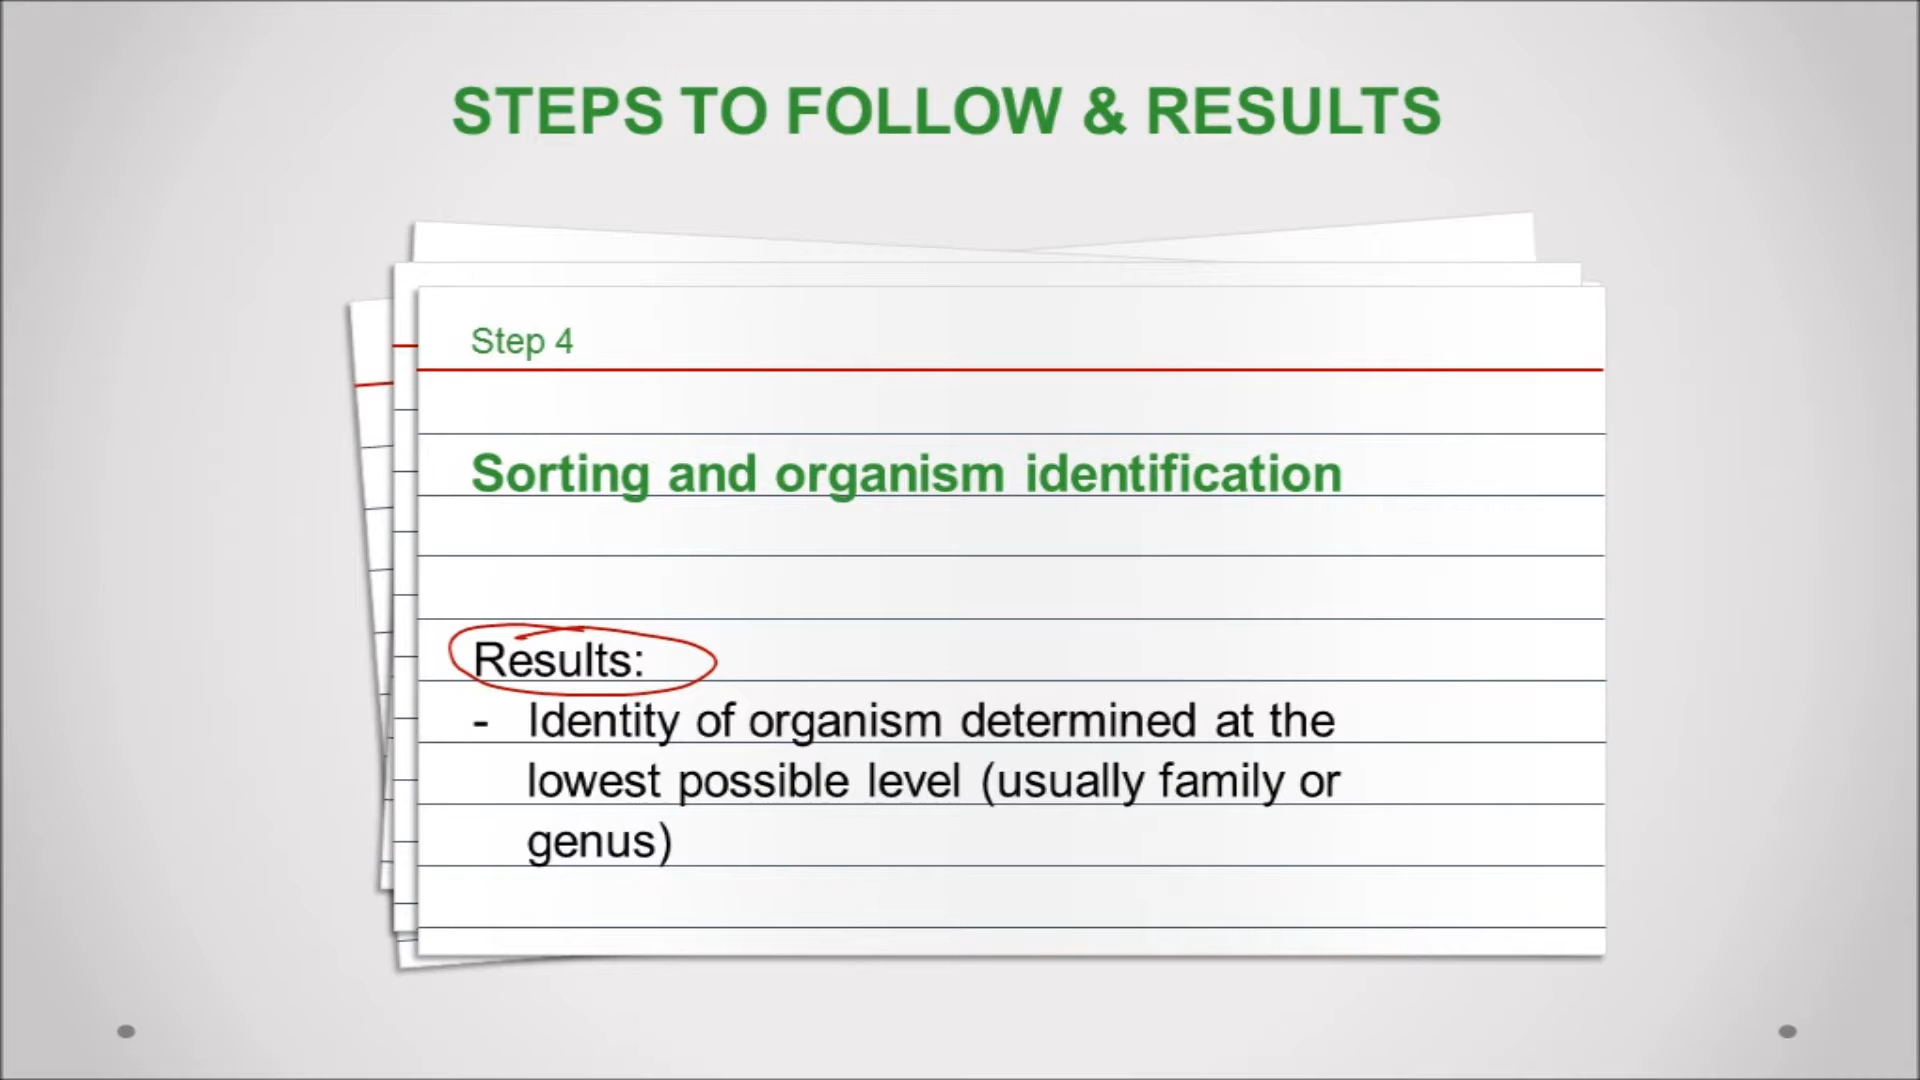 STEPS TO FOLLOW & RESULTS
Step 4
Sorting and organism identification
Results:
- Identity of organism determined at the
lowest possible level (usually family or
genus)